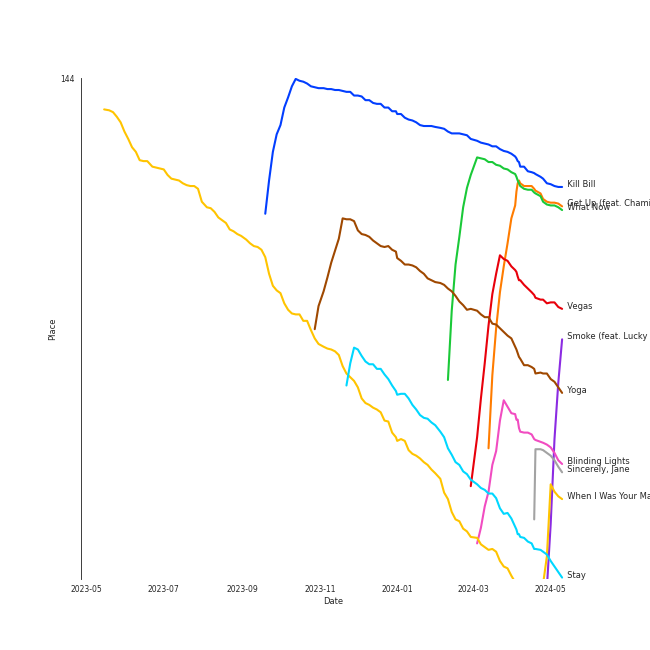 144
Kill Bill
Get Up (feat. Chami
What Now
Vegas
Place
Smoke (feat. Lucky
Yoga
Blinding Lights
Sincerely, Jane
When I Was Your Ma
Stay
2023-05 2023-07 2023-09 2023-11 2024-01 2024-03 2024-05
Date